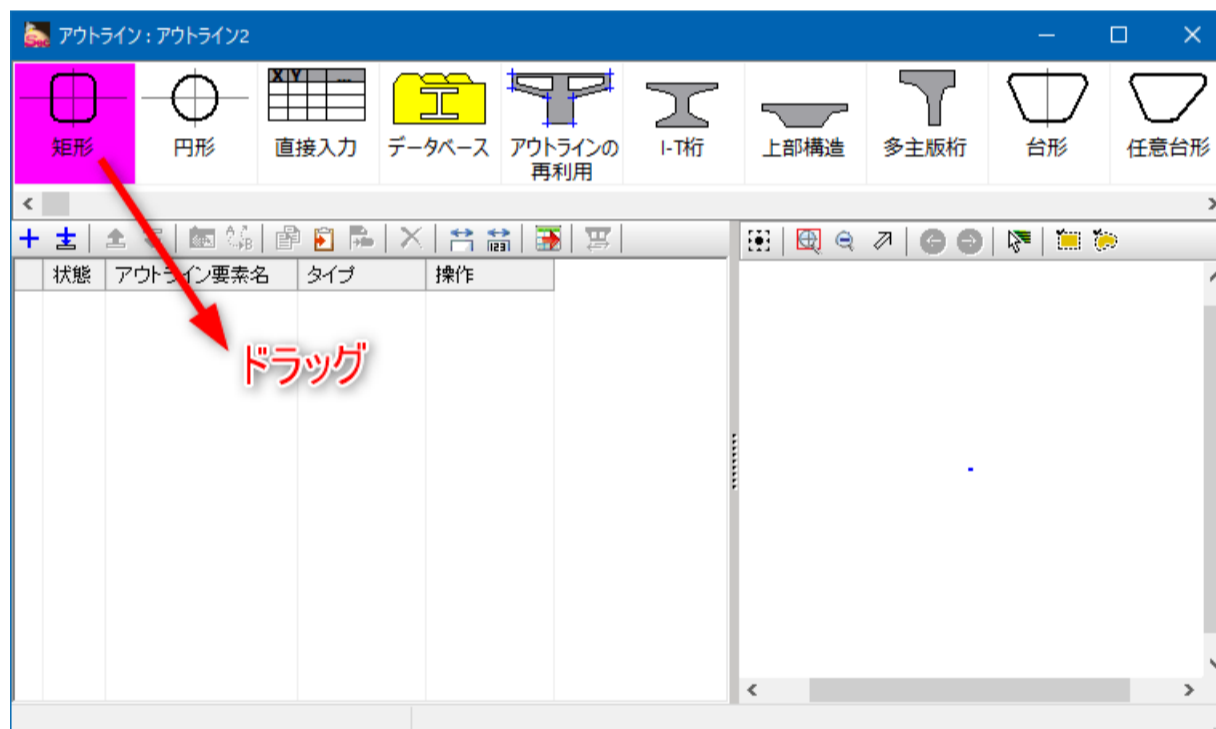 アウトライン : アウトライン2
X Y ...
矩形
円形
直接入力
データベース
アウトラインの
再利用
I-T桁
上部構造
多主版桁
台形
任意台形
123
状態
アウトライン要素名
タイプ
操作
ドラッグ